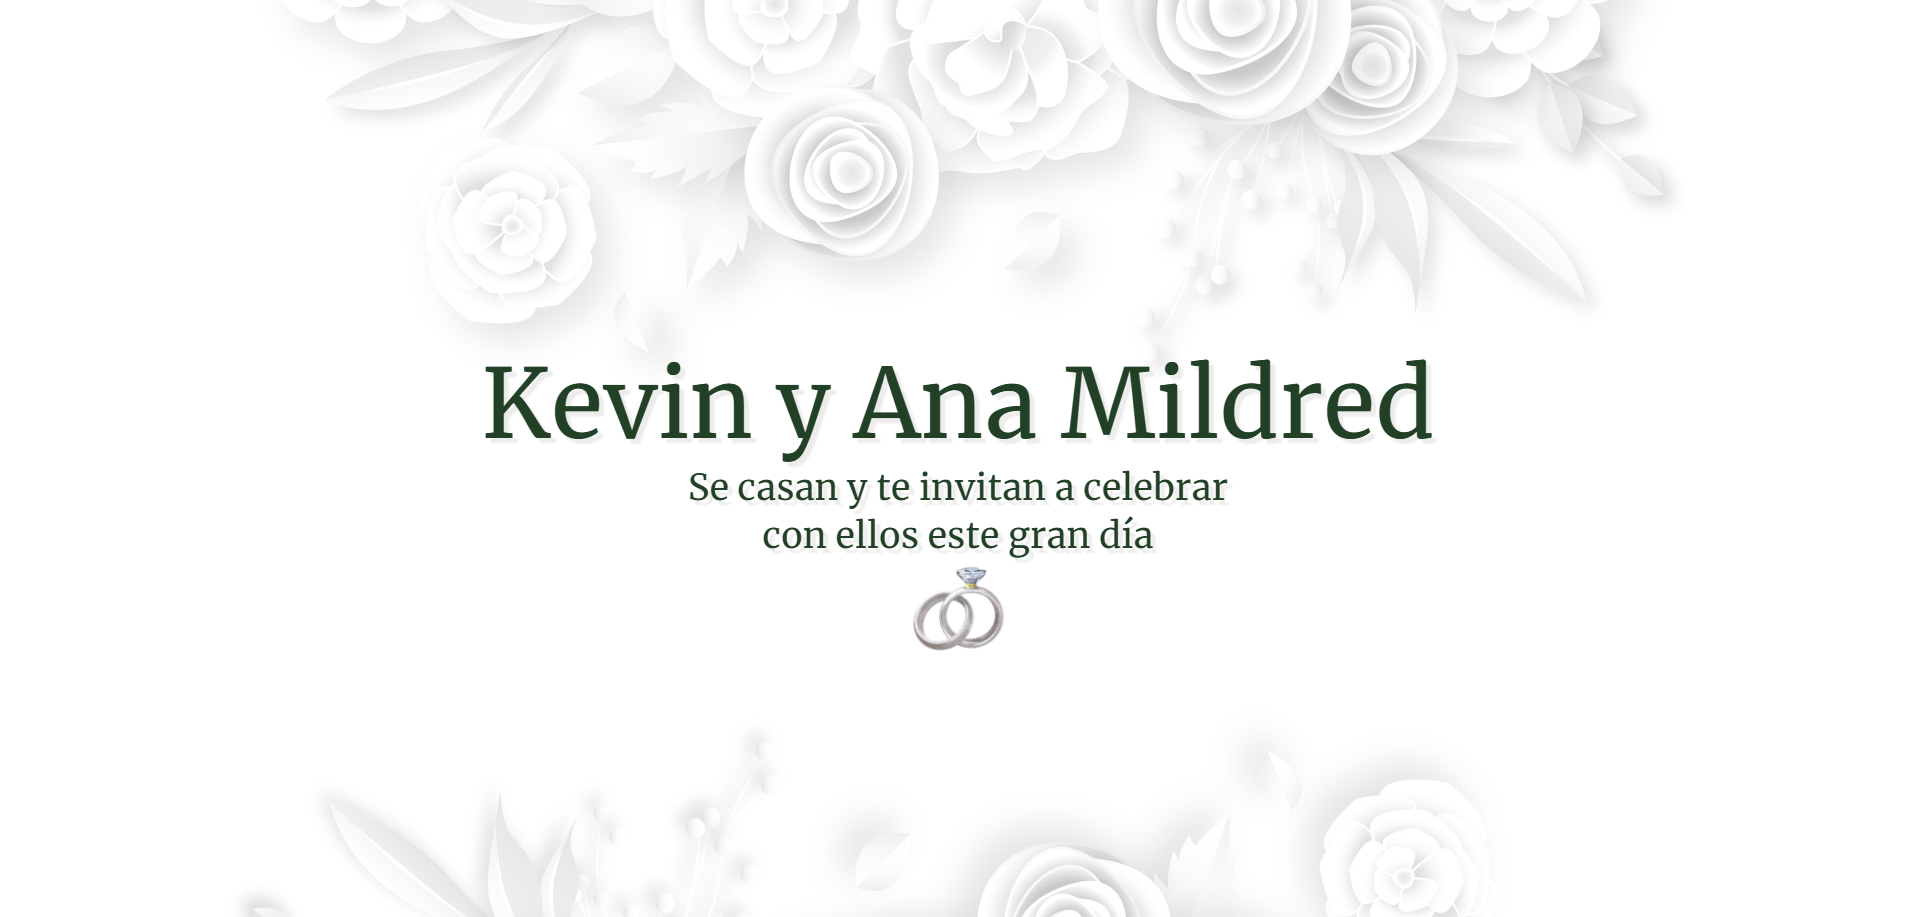 Kevin y Ana Mildred
Se casan y te invitan a celebrar
con ellos este gran día